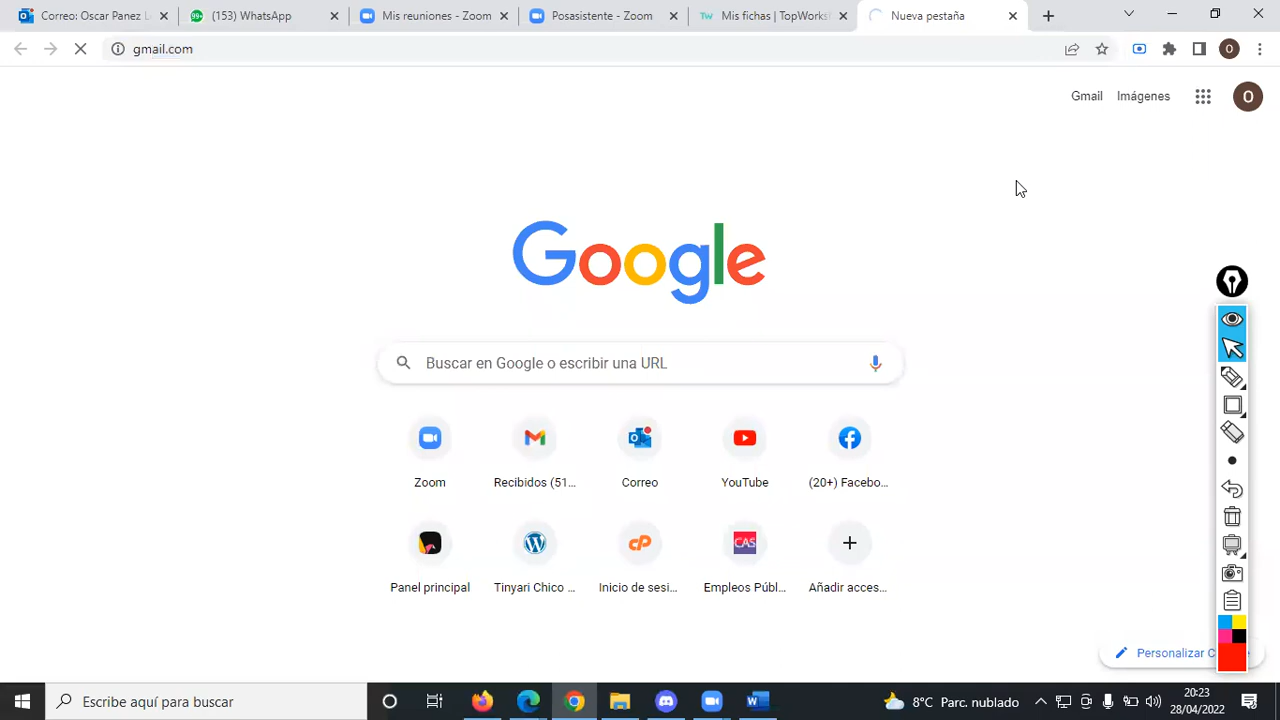 Correo: Oscar Panez L
(153) WhatsApp
Mis reuniones - Zoom
Posasistente - Zoom
Mis fichas | TopWorks
Nueva pestaña
gmail.com
O
Gmail
Imágenes
O
Google
Buscar en Google o escribir una URL
Zoom
Recibidos (51...
Correo
YouTube
(20+) Facebo...
Panel principal
Tinyari Chico ...
Inicio de sesi...
CAS
Empleos Públ...
Añadir acces...
Personalizar C
Escribe aquí para buscar
8°C Parc. nublado
20:23
28/04/2022